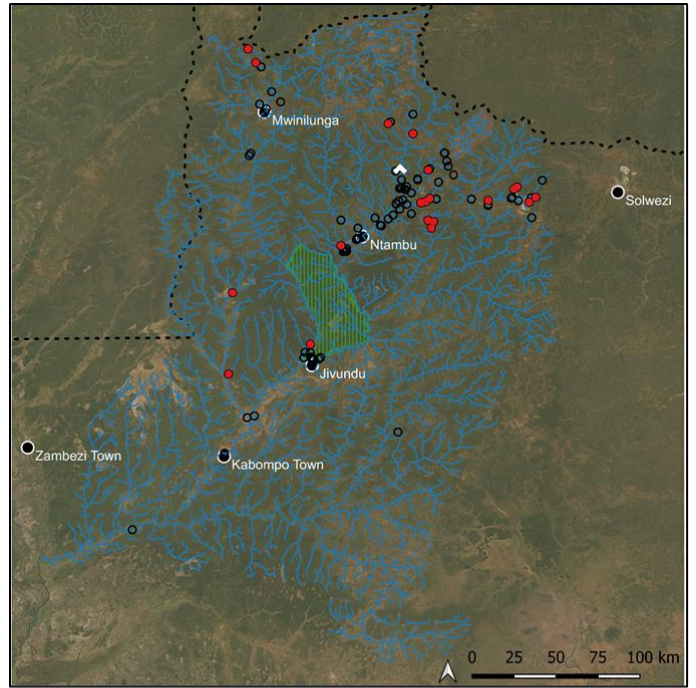 Mwinilunga
Solwezi
Ntambu
Jivundu
Zambezi Town
Kabompo Town
0 25 50 75 100 km